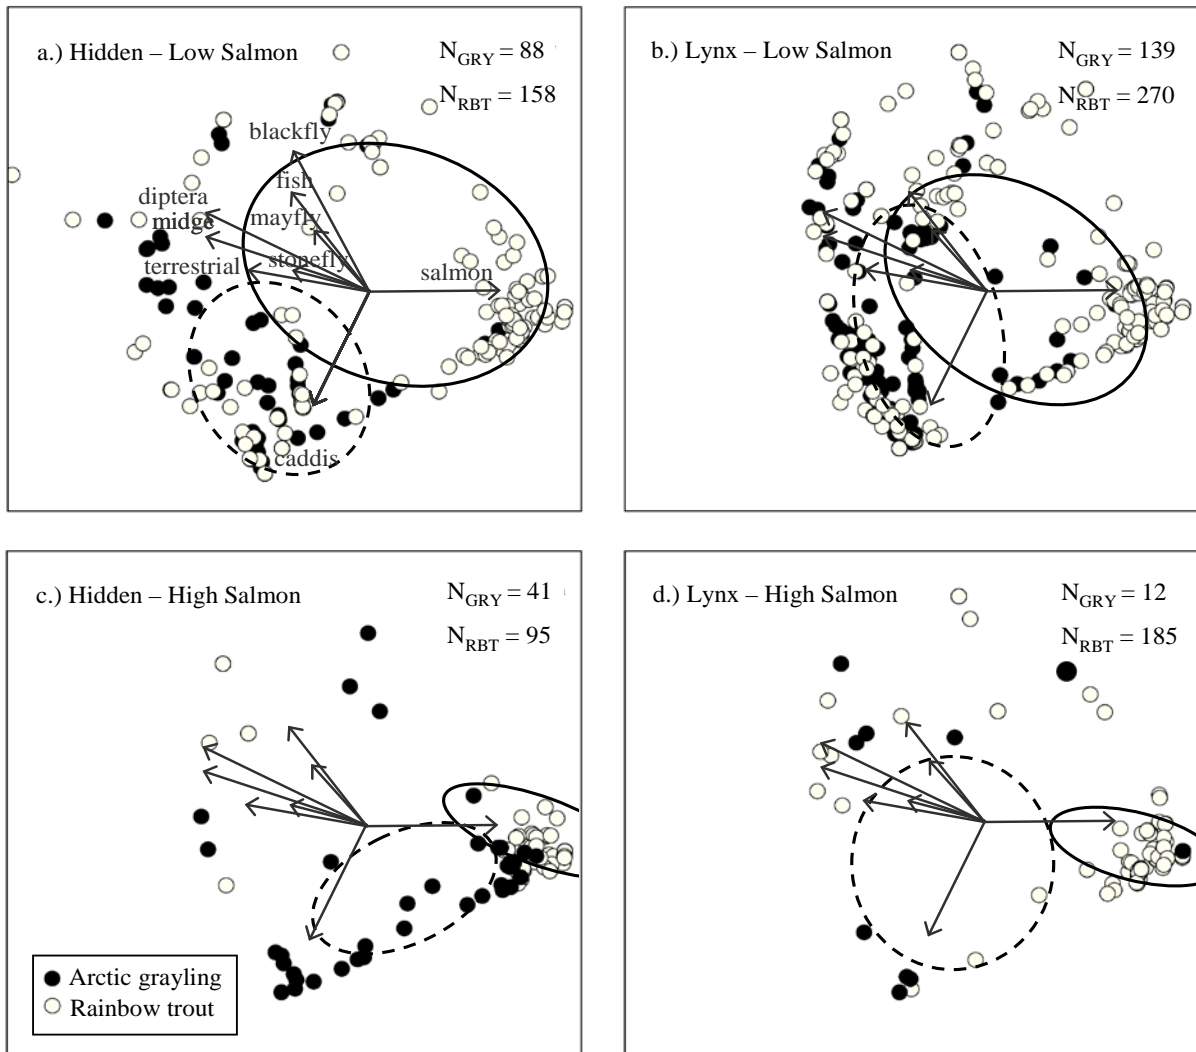 a.) Hidden – Low Salmon
N_GRY = 88
N_RBT = 158
blackfly
fish
diptera
midge
mayfly
terrestrial
stonefly
salmon
caddis
b.) Lynx – Low Salmon
N_GRY = 139
N_RBT = 270
c.) Hidden – High Salmon
N_GRY = 41
N_RBT = 95
Arctic grayling
Rainbow trout
d.) Lynx – High Salmon
N_GRY = 12
N_RBT = 185